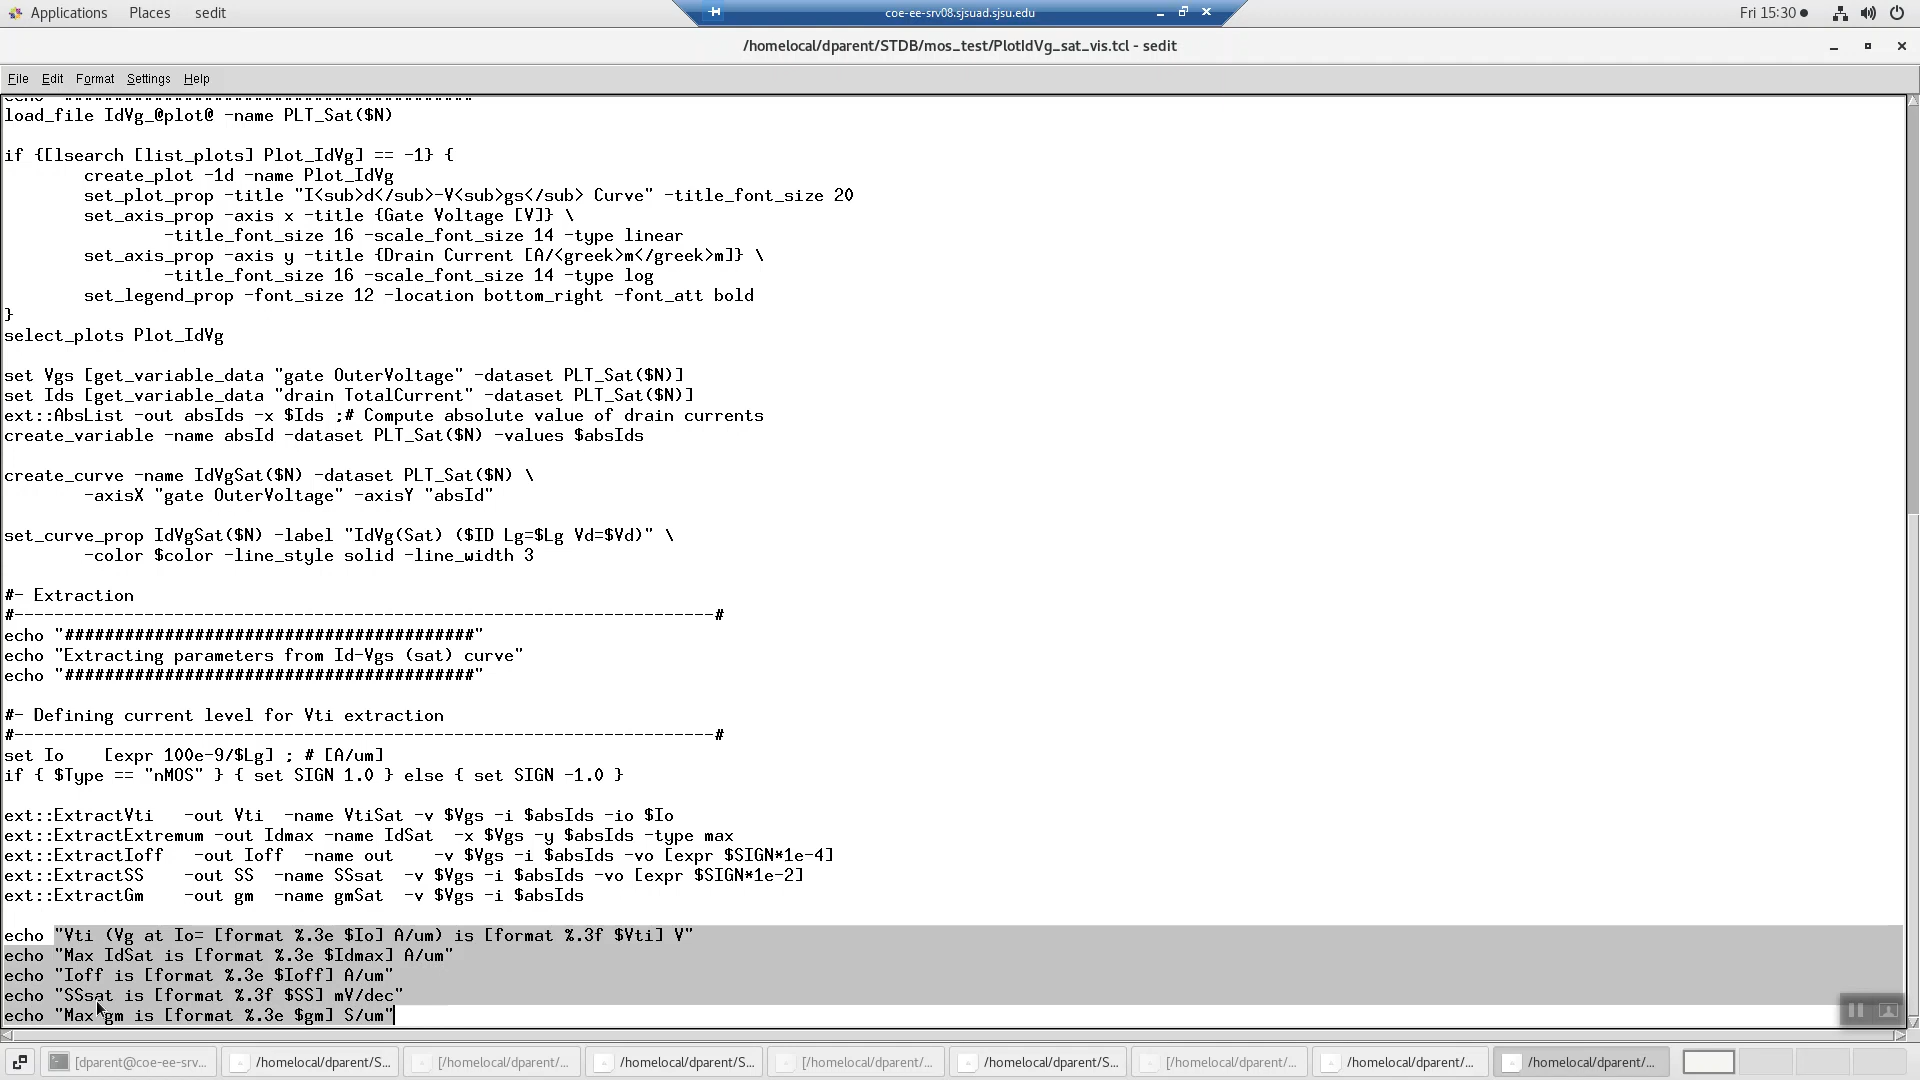 Applications Places sedit coe-ee-srv08.sjsuad.sjsu.edu Fri 15:30
/homelocal/dparent/STDB/mos_test/PlotIdVg_sat_vis.tcl - sedit
File Edit Format Settings Help
load_file IdVg_@plot@ -name PLT_Sat($N)
if {[lsearch [list_plots] Plot_IdVg] == -1} {
create_plot -1d -name Plot_IdVg
set_plot_prop -title "I<sub>d</sub>-V<sub>gs</sub> Curve" -title_font_size 20
set_axis_prop -axis x -title {Gate Voltage [V]} \
-title_font_size 16 -scale_font_size 14 -type linear
set_axis_prop -axis y -title {Drain Current [A/<greek>m</greek>m]} \
-title_font_size 16 -scale_font_size 14 -type log
set_legend_prop -font_size 12 -location bottom_right -font_att bold
}
select_plots Plot_IdVg
set Vgs [get_variable_data "gate OuterVoltage" -dataset PLT_Sat($N)]
set Ids [get_variable_data "drain TotalCurrent" -dataset PLT_Sat($N)]
ext::AbsList -out absIds -x $Ids ;# Compute absolute value of drain currents
create_variable -name absId -dataset PLT_Sat($N) -values $absIds
create_curve -name IdVgSat($N) -dataset PLT_Sat($N) \
-axisX "gate OuterVoltage" -axisY "absId"
set_curve_prop IdVgSat($N) -label "IdVg(Sat) ($ID Lg=$Lg Vd=$Vd)" \
-color $color -line_style solid -line_width 3
#- Extraction
#----------------------------------------------------------------------#
echo "#########################################"
echo "Extracting parameters from Id-Vgs (sat) curve"
echo "#########################################"
#- Defining current level for Vti extraction
#----------------------------------------------------------------------#
set Io [expr 100e-9/$Lg] ; # [A/um]
if { $Type == "nMOS" } { set SIGN 1.0 } else { set SIGN -1.0 }
ext::ExtractVti -out Vti -name VtiSat -v $Vgs -i $absIds -io $Io
ext::ExtractExtremum -out Idmax -name IdSat -x $Vgs -y $absIds -type max
ext::ExtractIoff -out Ioff -name out -v $Vgs -i $absIds -vo [expr $SIGN*1e-4]
ext::ExtractSS -out SS -name SSsat -v $Vgs -i $absIds -vo [expr $SIGN*1e-2]
ext::ExtractGm -out gm -name gmSat -v $Vgs -i $absIds
echo "Vti (Vg at Io= [format %.3e $Io] A/um) is [format %.3f $Vti] V"
echo "Max IdSat is [format %.3e $Idmax] A/um"
echo "Ioff is [format %.3e $Ioff] A/um"
echo "SSsat is [format %.3f $SS] mV/dec"
echo "Max gm is [format %.3e $gm] S/um"
[dparent@coe-ee-srv... /homelocal/dparent/S... [/homelocal/dparent/... /homelocal/dparent/S... [/homelocal/dparent/... /homelocal/dparent/S... [/homelocal/dparent/... /homelocal/dparent/... /homelocal/dparent/...